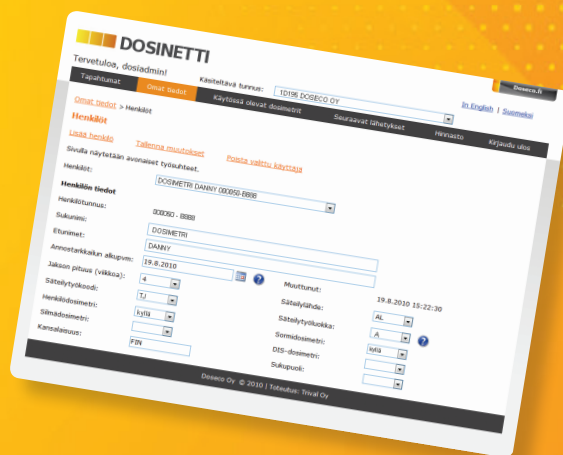 DOSINETTI
Doseco.fi
Tervetuloa, dosiadmin!
Käsiteltävä tunnus: 1D195 DOSECO OY
In English | Suomeksi
Tapahtumat Omat tiedot Käytössä olevat dosimetrit Seuraavat lähetykset Hinnasto Kirjaudu ulos
Omat tiedot > Henkilöt
Henkilöt
Lisää henkilö Tallenna muutokset Poista valittu käyttäjä
Sivulla näytetään avonaiset työsuhteet.
Henkilöt: DOSIMETRI DANNY 000050-8888
Henkilön tiedot
Henkilötunnus: 000050 - 8888
Sukunimi: DOSIMETRI
Etunimet: DANNY
Annostarkkailun alkupvm: 19.8.2010 Muuttunut: 19.8.2010 15:22:30
Jakson pituus (viikkoa): 4 Säteilylähde: AL
Säteilytyökoodi: TJ Säteilytyöluokka: A
Henkilödosimetri: kyllä Sormidosimetri: kyllä
Silmädosimetri: DIS-dosimetri:
Kansalaisuus: FIN Sukupuoli:
Doseco Oy © 2010 | Toteutus: Trival Oy